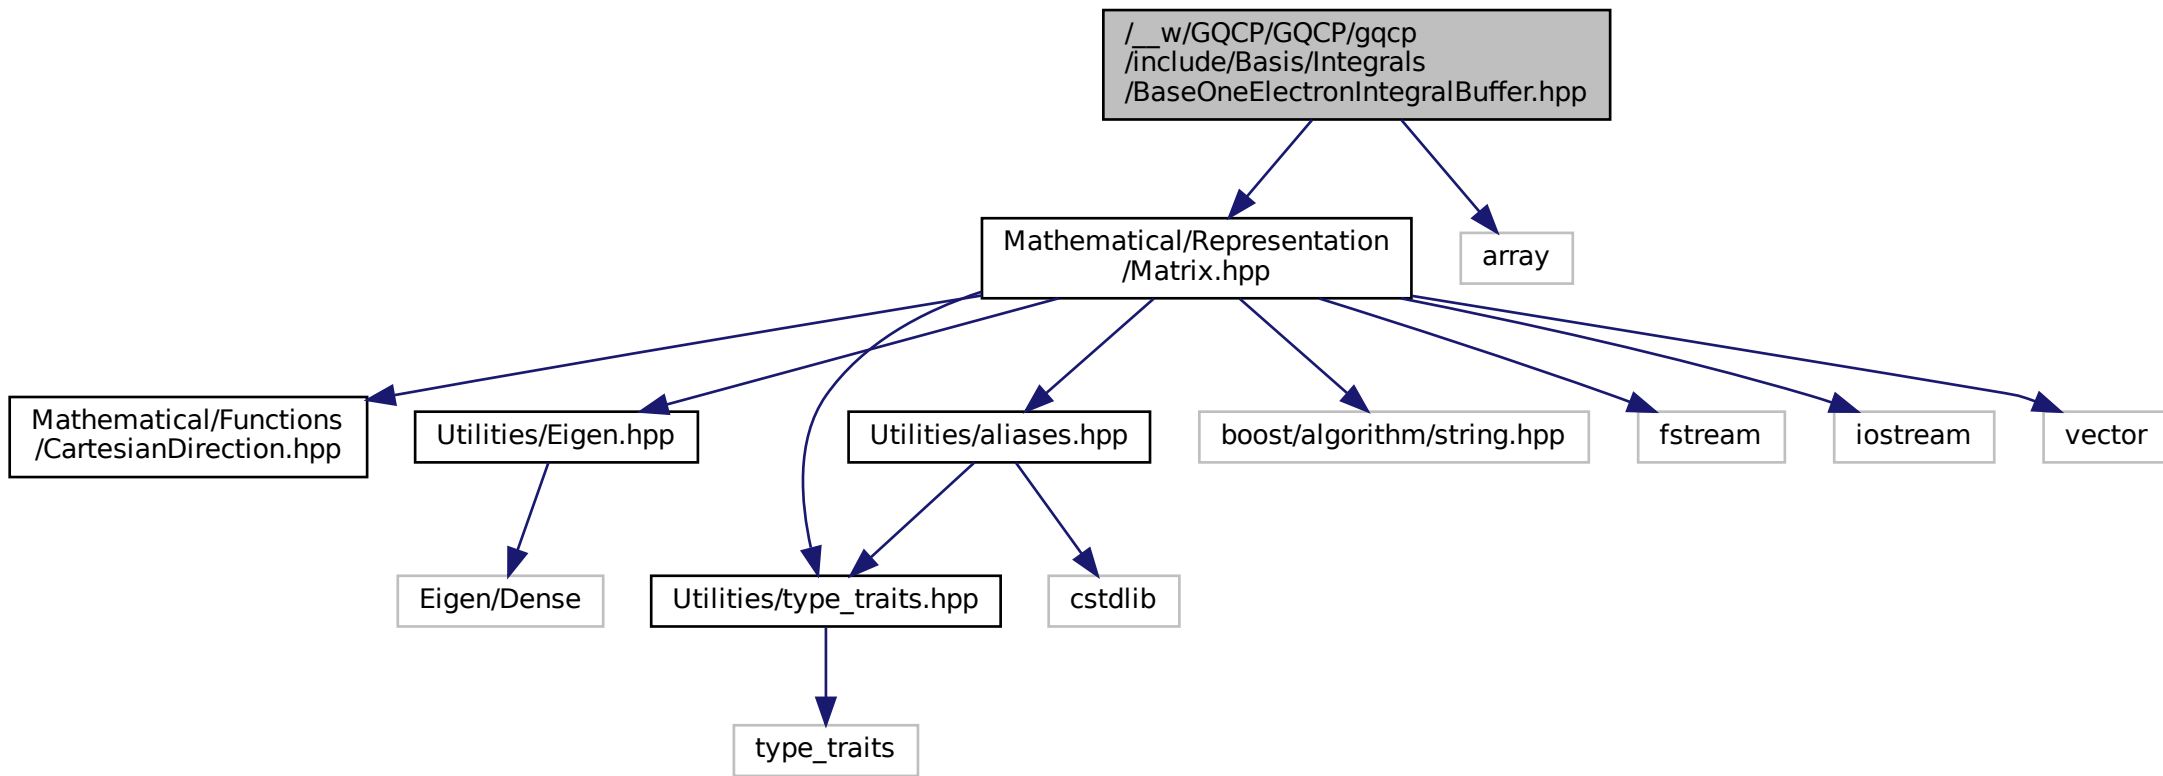 /__w/GQCP/GQCP/gqcp
/include/Basis/Integrals
/BaseOneElectronIntegralBuffer.hpp
Mathematical/Representation
/Matrix.hpp
array
Mathematical/Functions
/CartesianDirection.hpp
Utilities/Eigen.hpp
Utilities/aliases.hpp
boost/algorithm/string.hpp
fstream
iostream
vector
Eigen/Dense
Utilities/type_traits.hpp
cstdlib
type_traits